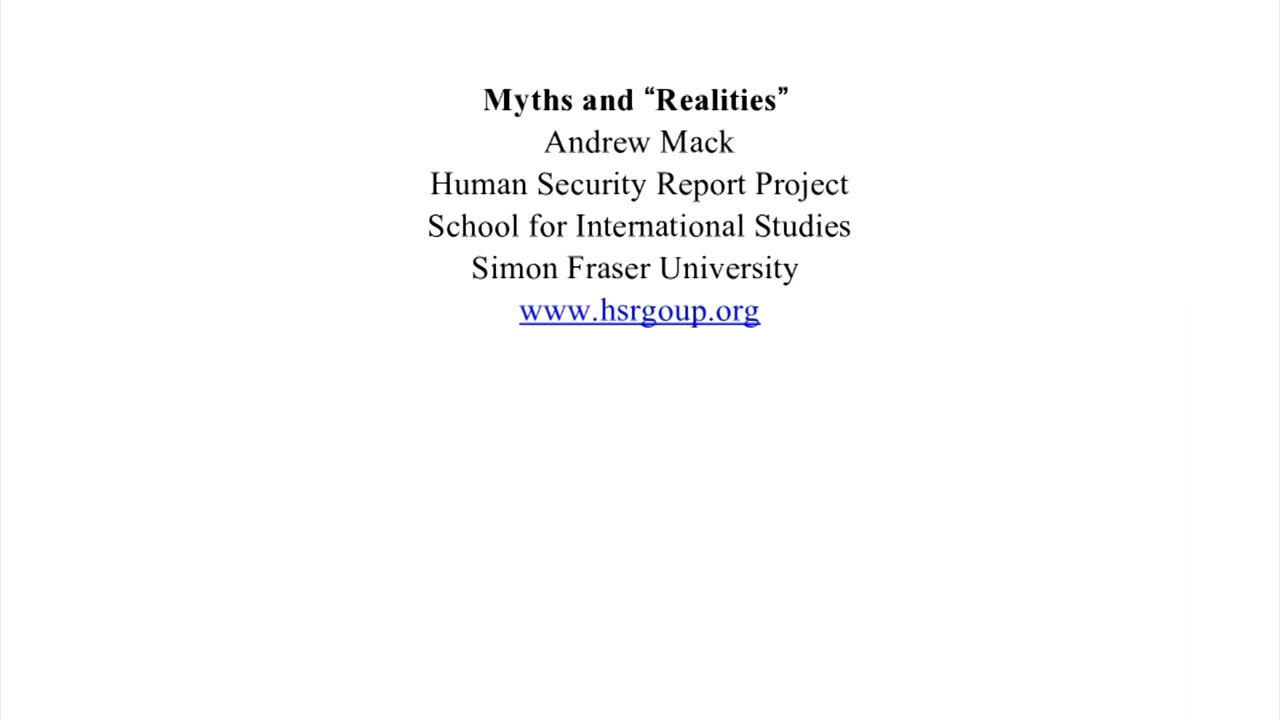 Myths and “Realities”
Andrew Mack
Human Security Report Project
School for International Studies
Simon Fraser University
www.hsrgoup.org